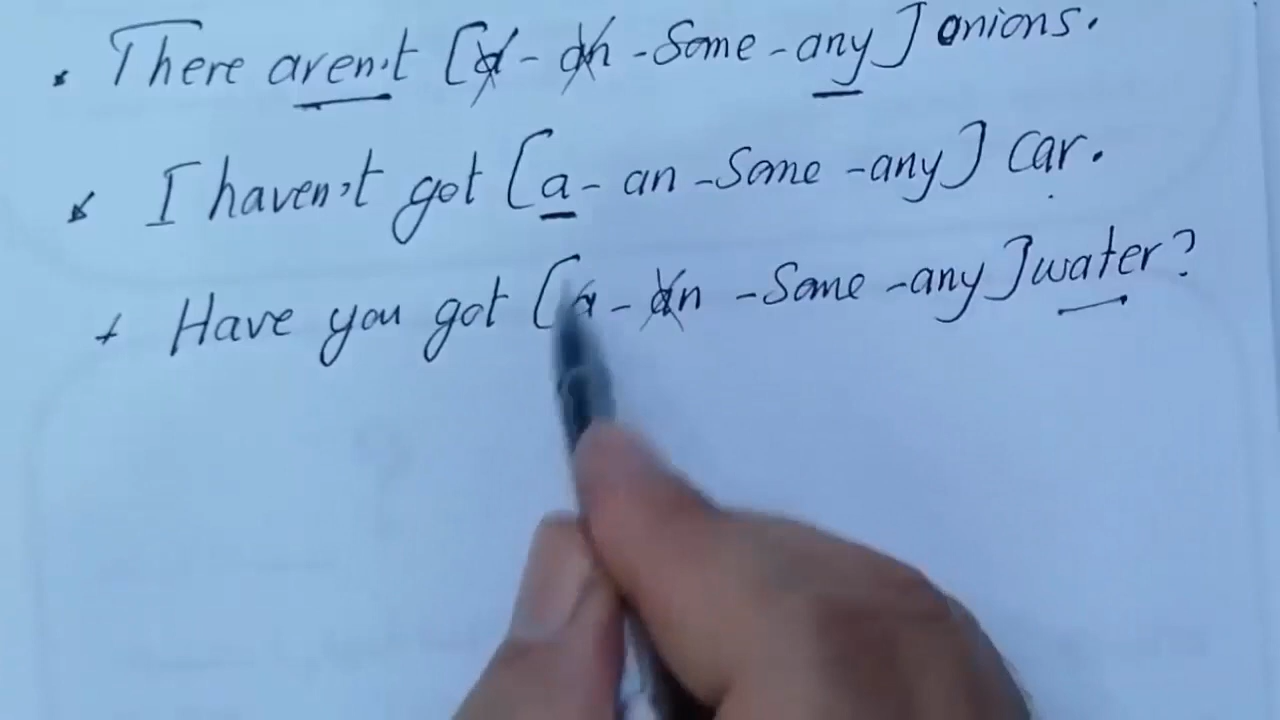 There aren't [a - an - Some - any] onions.
I haven't got [a - an - Some - any] Car.
Have you got [a - an - Some - any] water?